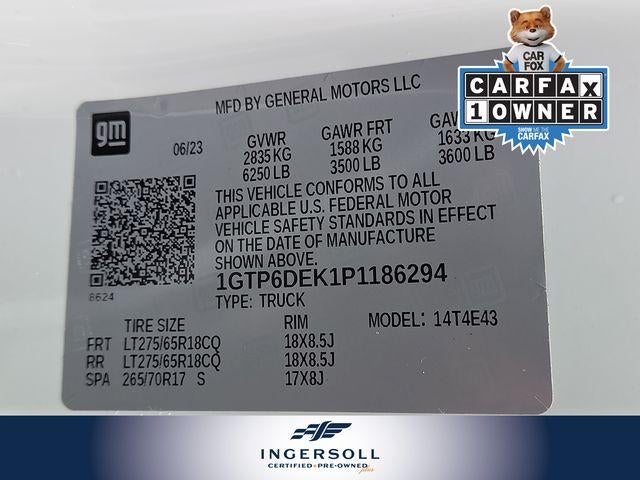 CAR
FOX
CARFAX
1 OWNER
SHOW ME THE
CARFAX
MFD BY GENERAL MOTORS LLC
gm
06/23
GVWR GAWR FRT
2835 KG 1588 KG 1633 KG
6250 LB 3500 LB 3600 LB
THIS VEHICLE CONFORMS TO ALL
APPLICABLE U.S. FEDERAL MOTOR
VEHICLE SAFETY STANDARDS IN EFFECT
ON THE DATE OF MANUFACTURE
SHOWN ABOVE.
8624
1GTP6DEK1P1186294
TYPE: TRUCK
MODEL: 14T4E43
TIRE SIZE RIM
FRT LT275/65R18CQ 18X8.5J
RR LT275/65R18CQ 18X8.5J
SPA 265/70R17 S 17X8J
INGERSOLL
CERTIFIED • PRE-OWNED plus